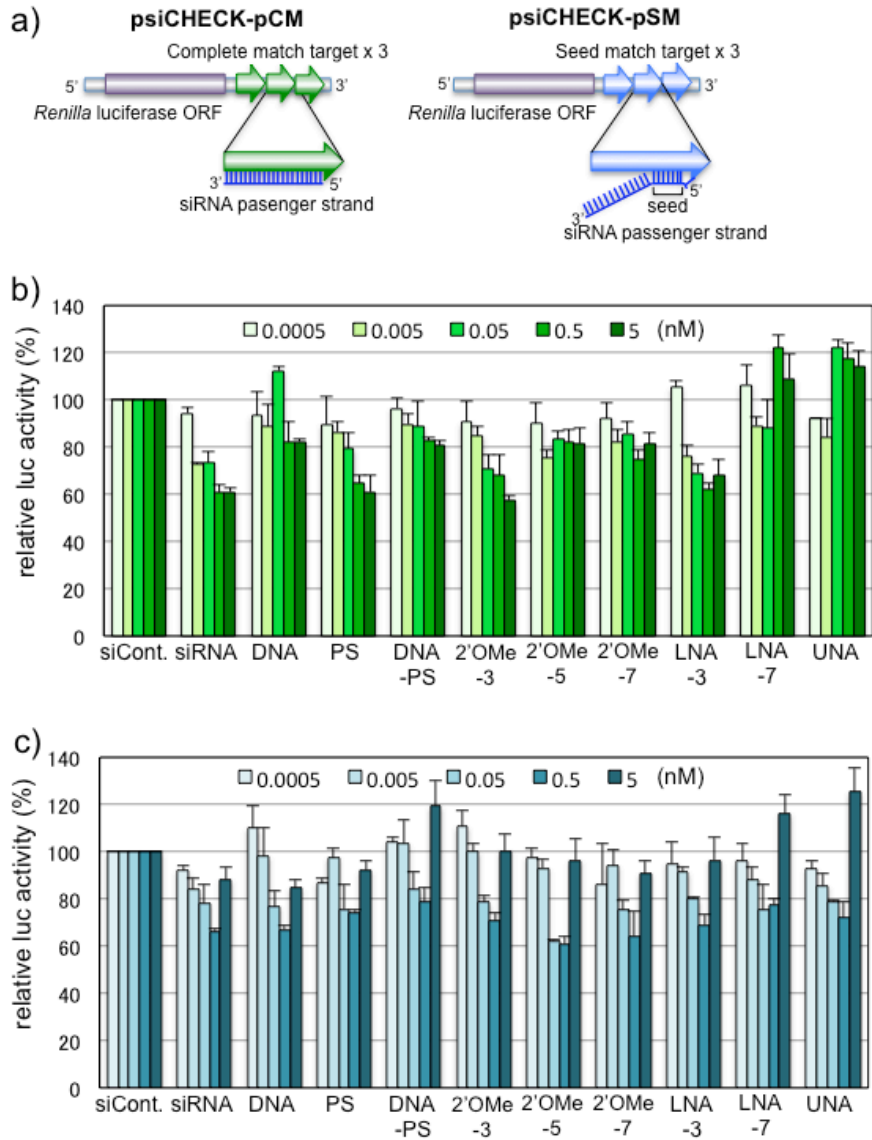 a)
psiCHECK-pCM
psiCHECK-pSM
Complete match target x 3
Seed match target x 3
5’
3’
5’
3’
Renilla luciferase ORF
Renilla luciferase ORF
3’
5’
5’
siRNA pasenger strand
seed
3’
siRNA passenger strand
b)
140
120
100
80
60
40
20
0
relative luc activity (%)
0.0005 0.005 0.05 0.5 5 (nM)
siCont. siRNA DNA PS DNA -PS 2’OMe -3 2’OMe -5 2’OMe -7 LNA -3 LNA -7 UNA
c)
140
120
100
80
60
40
20
0
relative luc activity (%)
0.0005 0.005 0.05 0.5 5 (nM)
siCont. siRNA DNA PS DNA -PS 2’OMe -3 2’OMe -5 2’OMe -7 LNA -3 LNA -7 UNA